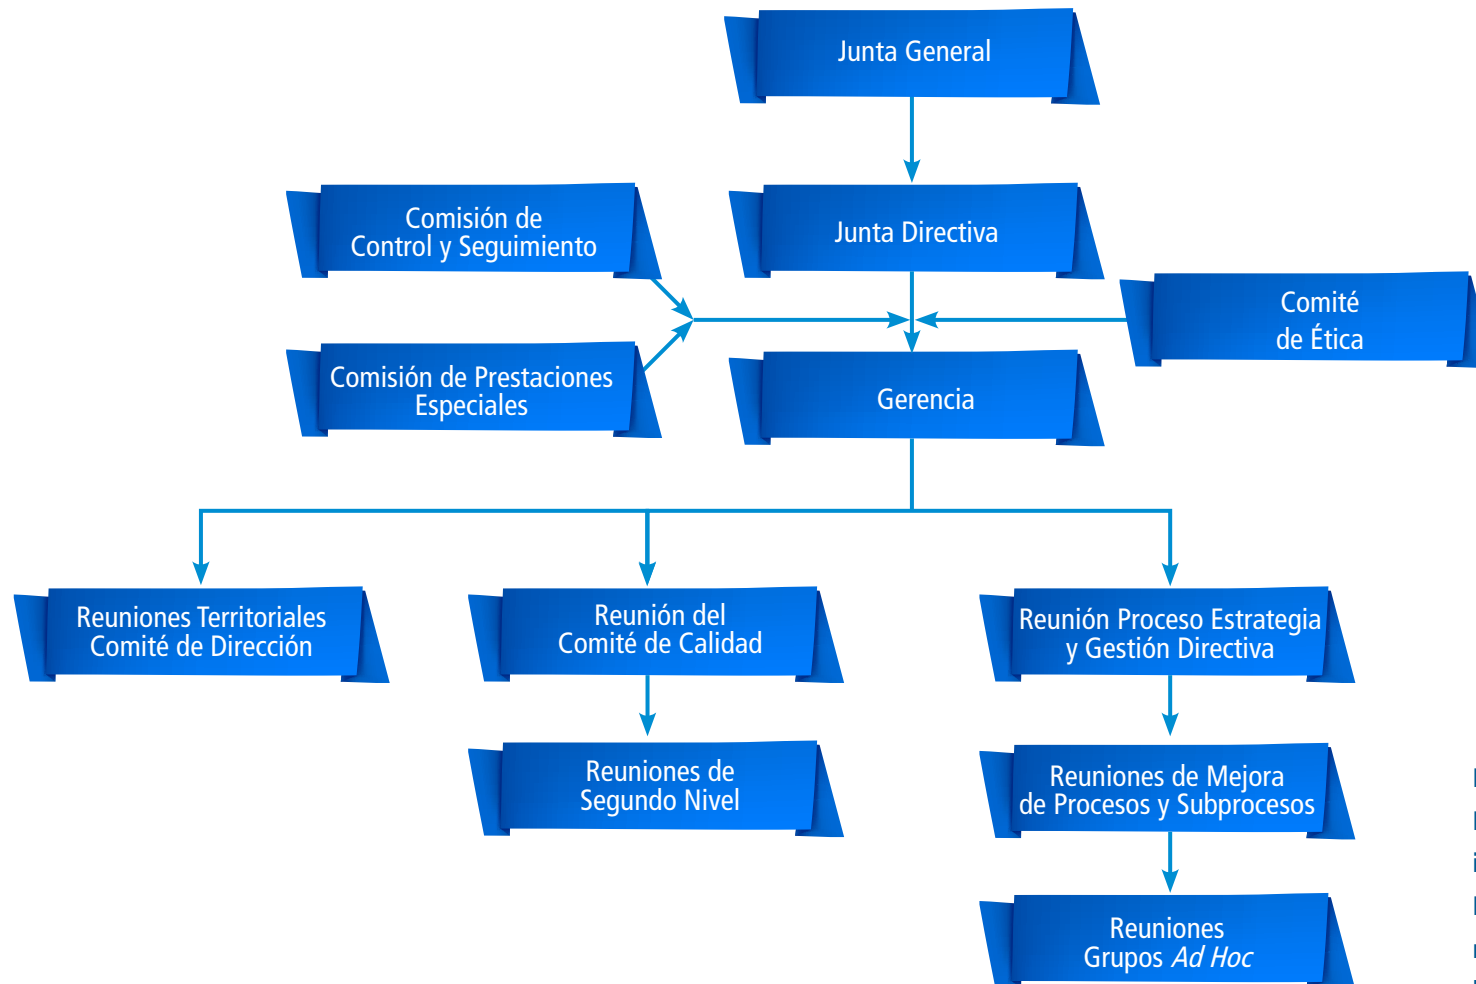 Junta General
Comisión de
Control y Seguimiento
Junta Directiva
Comité
de Ética
Comisión de Prestaciones
Especiales
Gerencia
Reuniones Territoriales
Comité de Dirección
Reunión del
Comité de Calidad
Reunión Proceso Estrategia
y Gestión Directiva
Reuniones de
Segundo Nivel
Reuniones de Mejora
de Procesos y Subprocesos
Reuniones
Grupos Ad Hoc